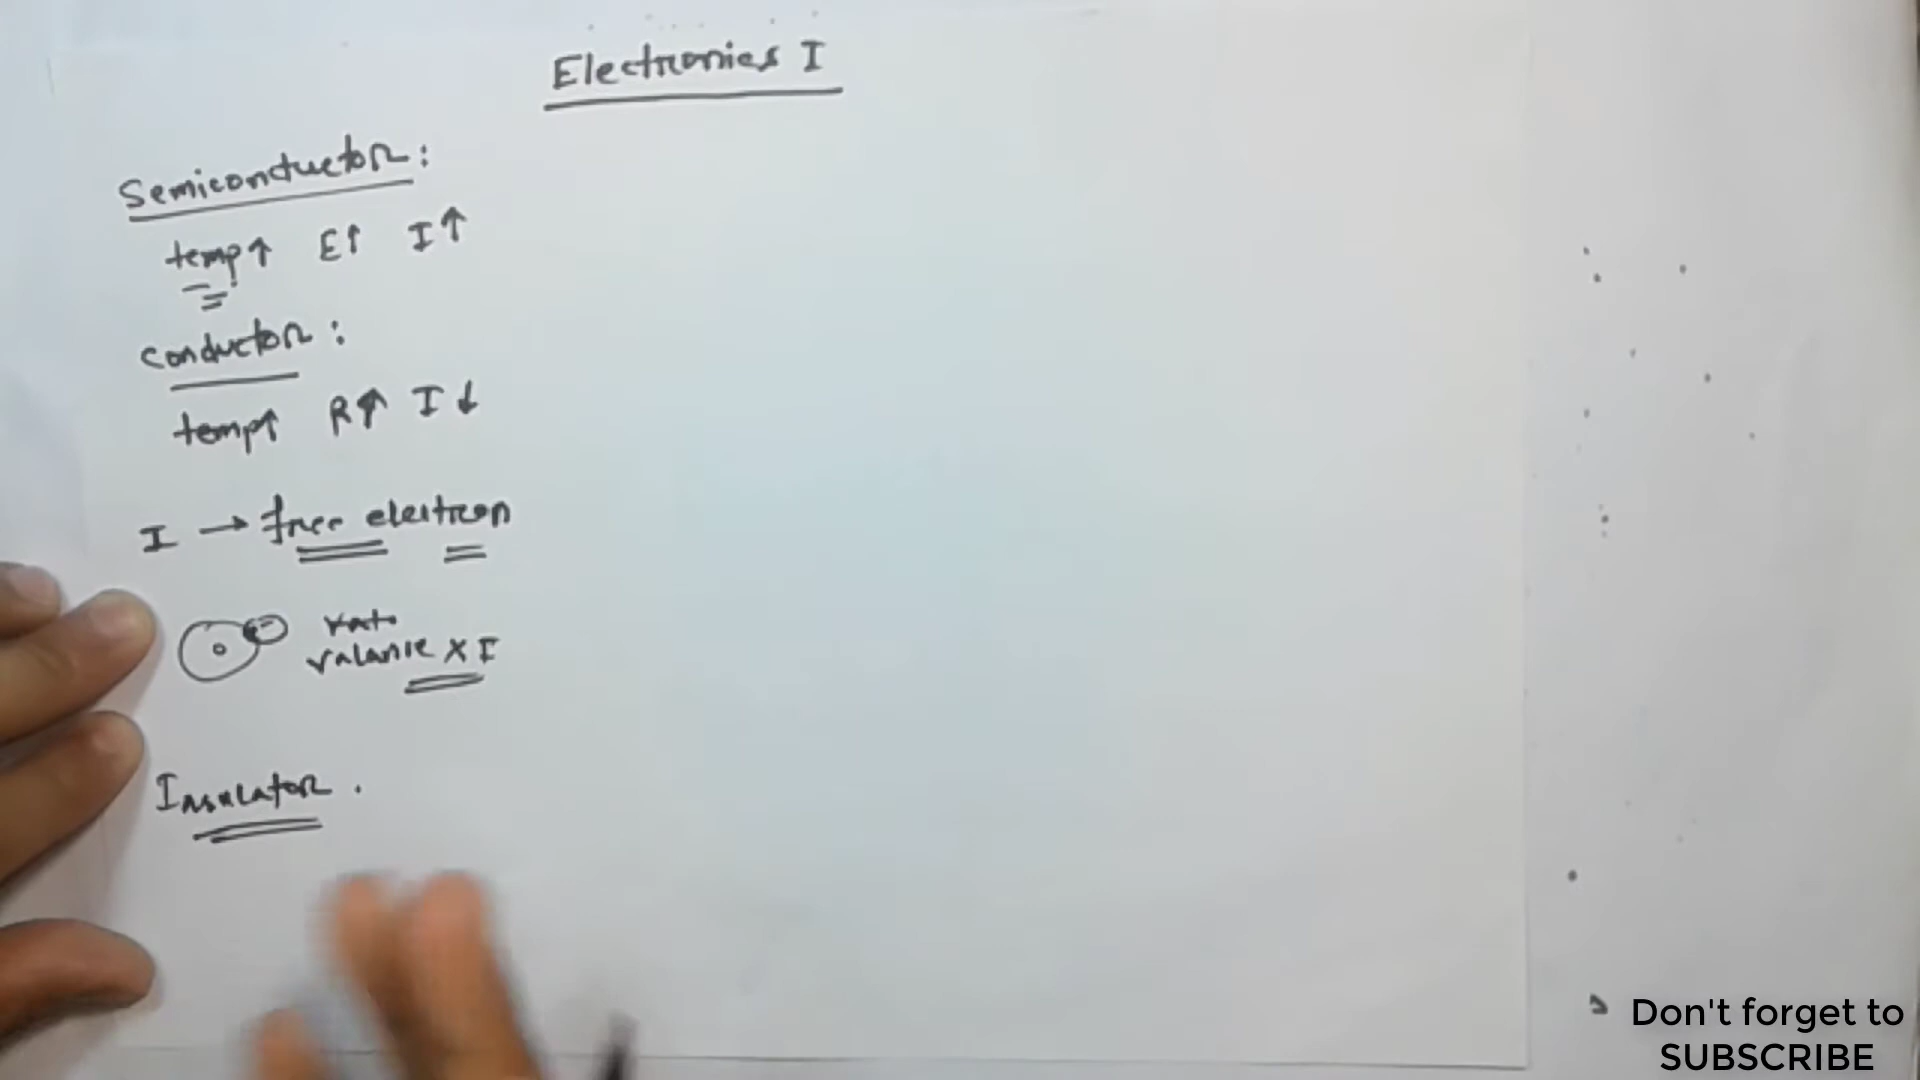 Electronics I
Semiconductor:
temp↑ E↑ I↑
Conductor:
temp↑ R↑ I↓
I → free electron
valance X I
Insulator.
Don't forget to
SUBSCRIBE